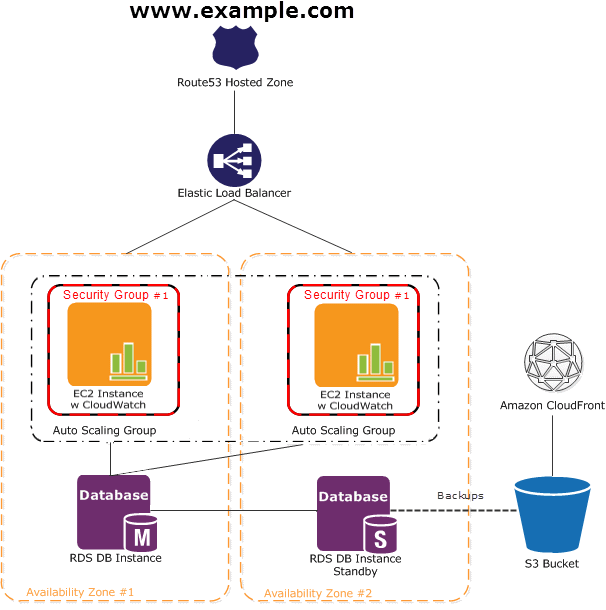 www.example.com
Route53 Hosted Zone
Elastic Load Balancer
Security Group #1
EC2 Instance
w CloudWatch
Auto Scaling Group
Security Group #1
EC2 Instance
w CloudWatch
Auto Scaling Group
Amazon CloudFront
Database
M
RDS DB Instance
Database
S
RDS DB Instance
Standby
Backups
S3 Bucket
Availability Zone #1
Availability Zone #2